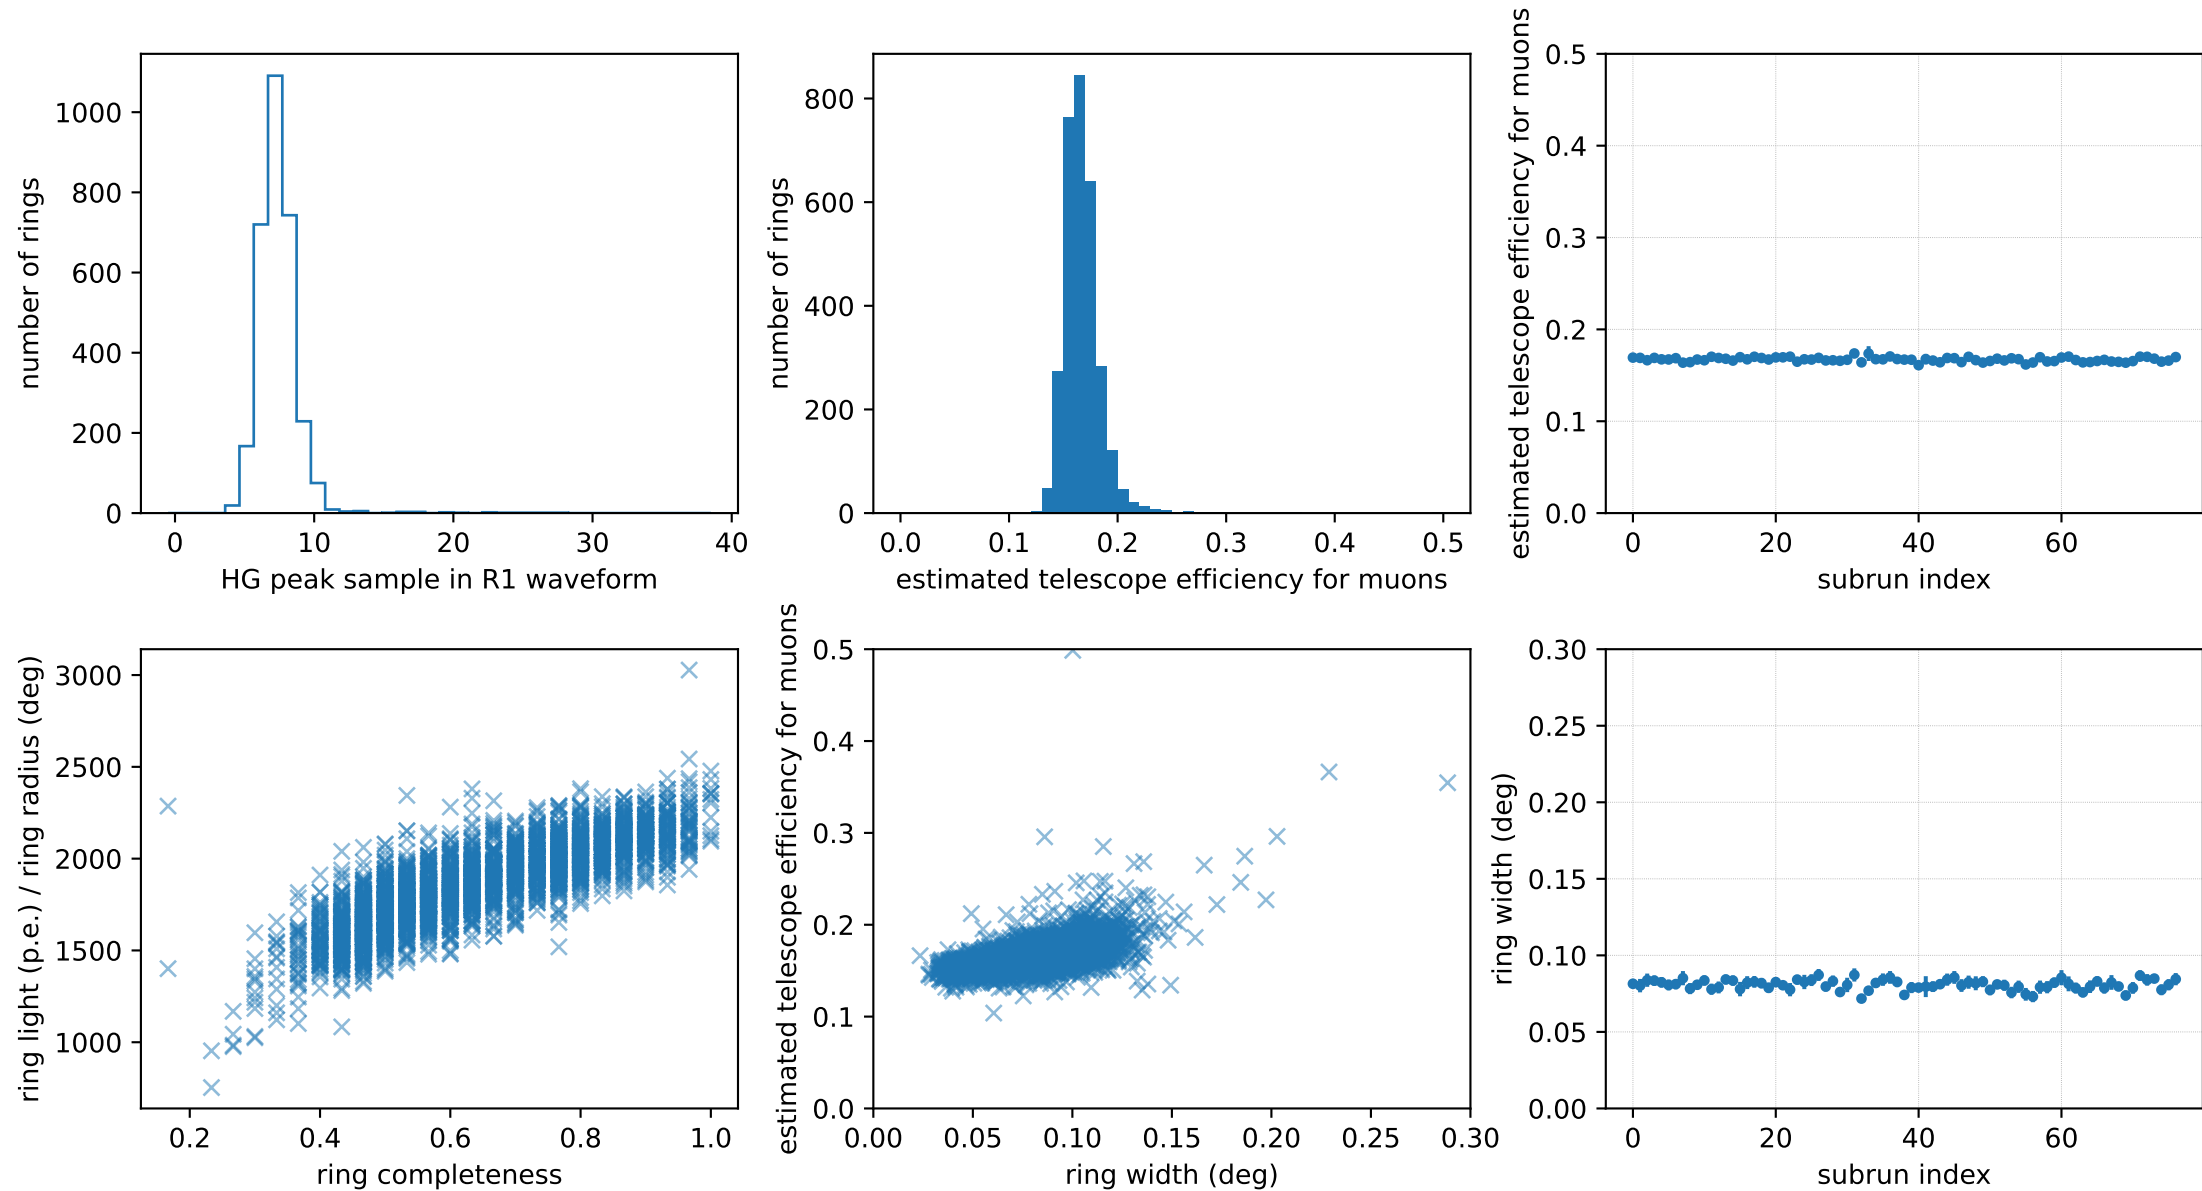 number of rings
1000
800
600
400
200
0
0 10 20 30 40
HG peak sample in R1 waveform
number of rings
800
600
400
200
0
0.0 0.1 0.2 0.3 0.4 0.5
estimated telescope efficiency for muons
estimated telescope efficiency for muons
0.5
0.4
0.3
0.2
0.1
0.0
0 20 40 60
subrun index
ring light (p.e.) / ring radius (deg)
3000
2500
2000
1500
1000
0.2 0.4 0.6 0.8 1.0
ring completeness
estimated telescope efficiency for muons
0.5
0.4
0.3
0.2
0.1
0.0
0.00 0.05 0.10 0.15 0.20 0.25 0.30
ring width (deg)
ring width (deg)
0.30
0.25
0.20
0.15
0.10
0.05
0.00
0 20 40 60
subrun index